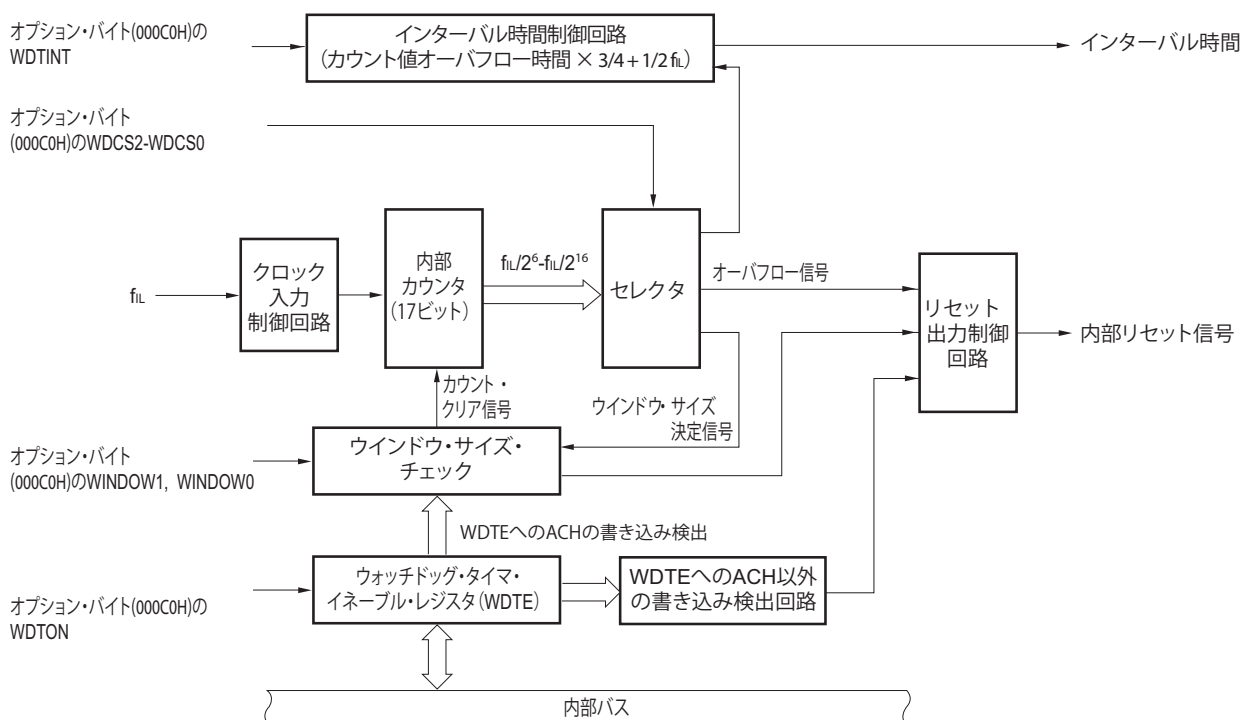 オプション・バイト(000C0H)の
WDTINT
インターバル時間制御回路
(カウント値オーバフロー時間 × 3/4+1/2fIL)
インターバル時間
オプション・バイト
(000C0H)のWDCS2-WDCS0
fIL
クロック
入力
制御回路
内部
カウンタ
(17ビット)
fIL/2⁶-fIL/2¹⁶
セレクタ
オーバフロー信号
リセット
出力制御
回路
内部リセット信号
カウント・
クリア信号
ウインドウ・サイズ
決定信号
オプション・バイト
(000C0H)のWINDOW1, WINDOW0
ウインドウ・サイズ・
チェック
WDTEへのACHの書き込み検出
オプション・バイト(000C0H)の
WDTON
ウォッチドッグ・タイマ・
イネーブル・レジスタ(WDTE)
WDTEへのACH以外
の書き込み検出回路
内部バス